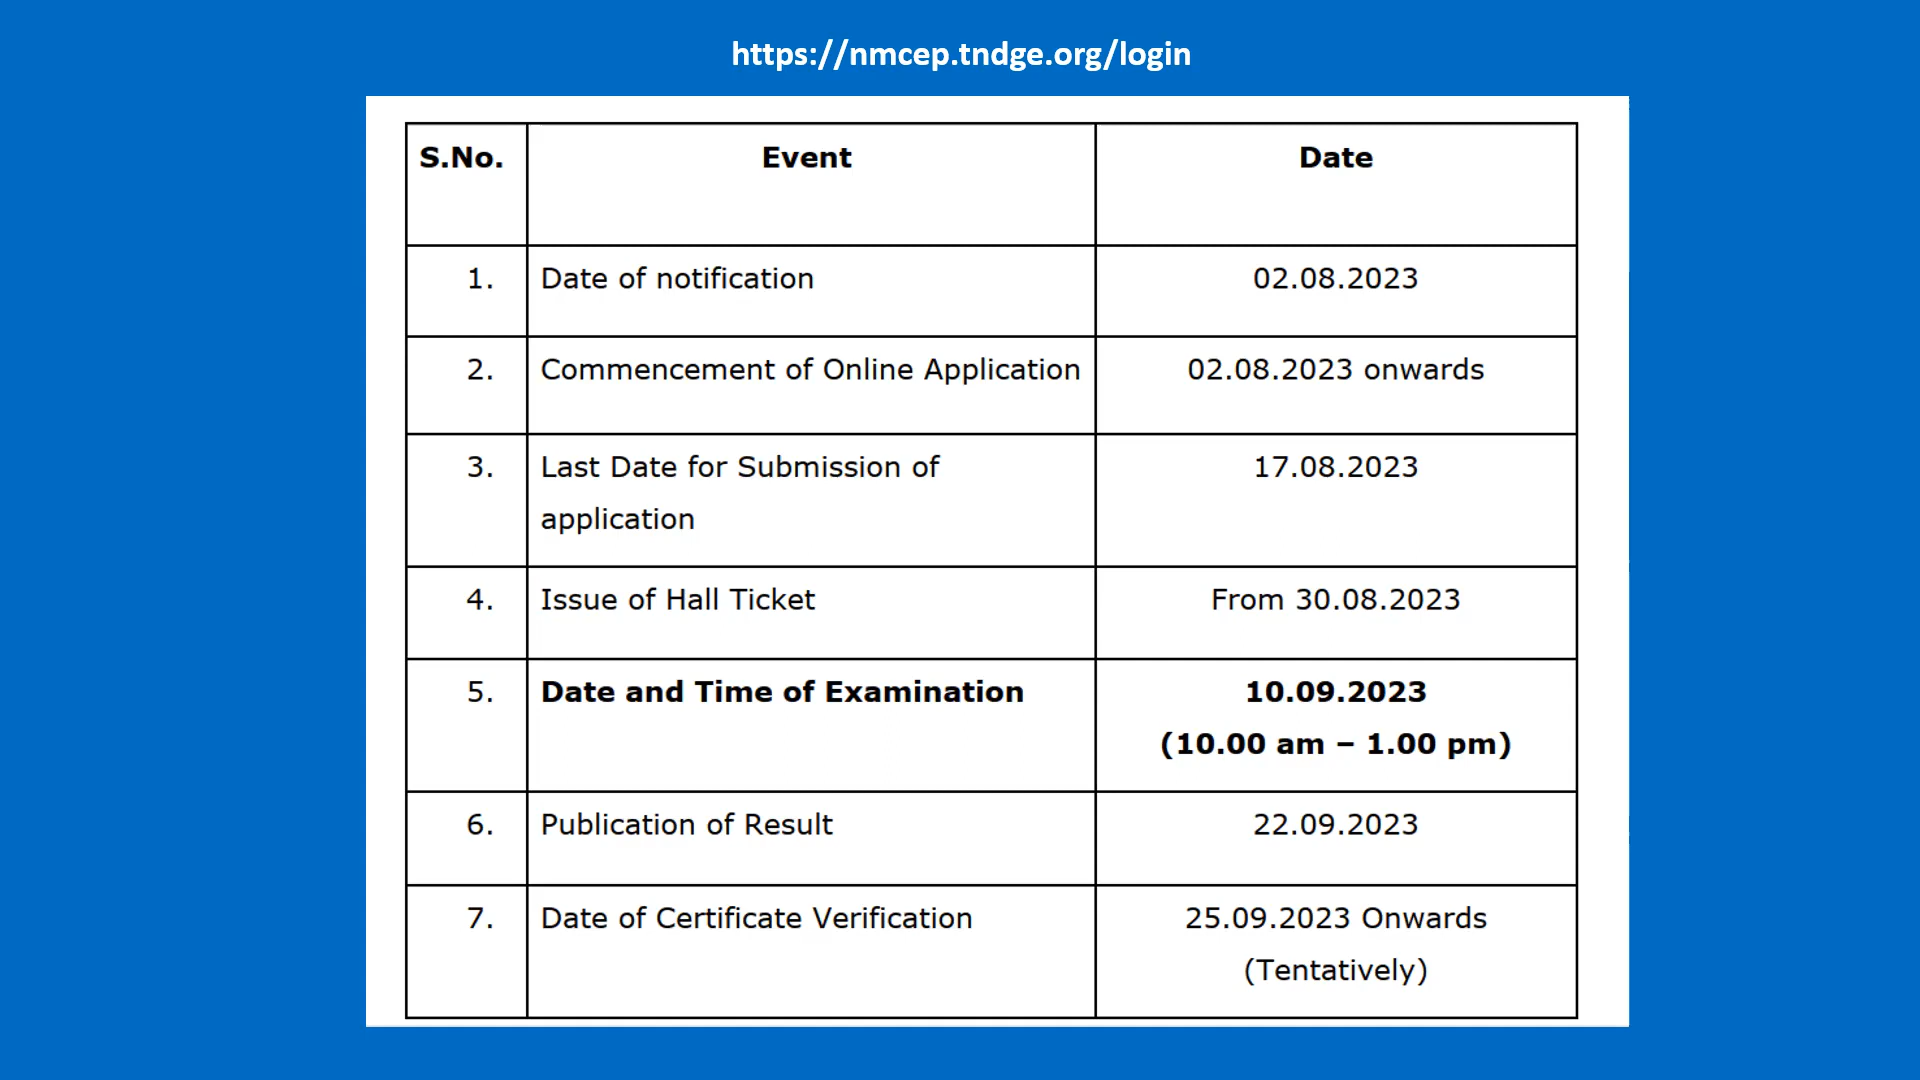 https://nmcep.tndge.org/login
S.No. Event Date
1. Date of notification 02.08.2023
2. Commencement of Online Application 02.08.2023 onwards
3. Last Date for Submission of 17.08.2023
application
4. Issue of Hall Ticket From 30.08.2023
5. Date and Time of Examination 10.09.2023
(10.00 am – 1.00 pm)
6. Publication of Result 22.09.2023
7. Date of Certificate Verification 25.09.2023 Onwards
(Tentatively)